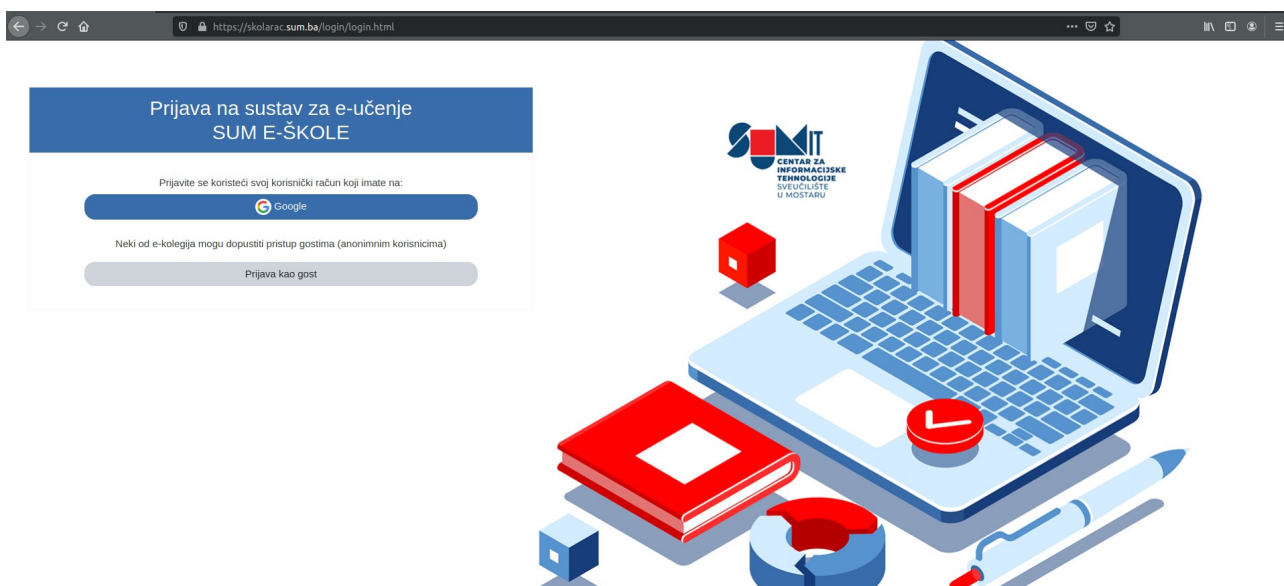 https://skolarac.sum.ba/login/login.html
Prijava na sustav za e-učenje
SUM E-ŠKOLE
Prijavite se koristeći svoj korisnički račun koji imate na:
Google
Neki od e-kolegija mogu dopustiti pristup gostima (anonimnim korisnicima)
Prijava kao gost
SUMIT
CENTAR ZA
INFORMACIJSKE
TEHNOLOGIJE
SVEUČILIŠTE
U MOSTARU